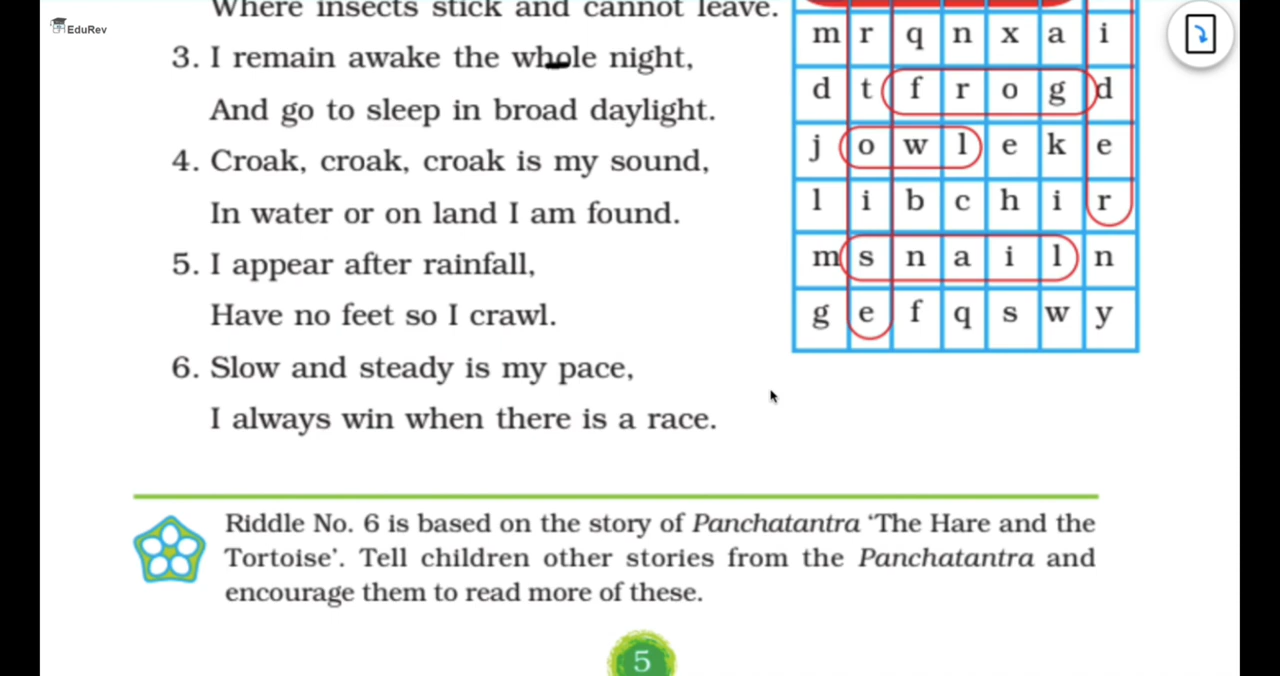 EduRev
Where insects stick and cannot leave.
3. I remain awake the whole night,
And go to sleep in broad daylight.
4. Croak, croak, croak is my sound,
In water or on land I am found.
5. I appear after rainfall,
Have no feet so I crawl.
6. Slow and steady is my pace,
I always win when there is a race.
m r q n x a i
d t f r o g d
j o w l e k e
l i b c h i r
m s n a i l n
g e f q s w y
Riddle No. 6 is based on the story of Panchatantra ‘The Hare and the
Tortoise’. Tell children other stories from the Panchatantra and
encourage them to read more of these.
5